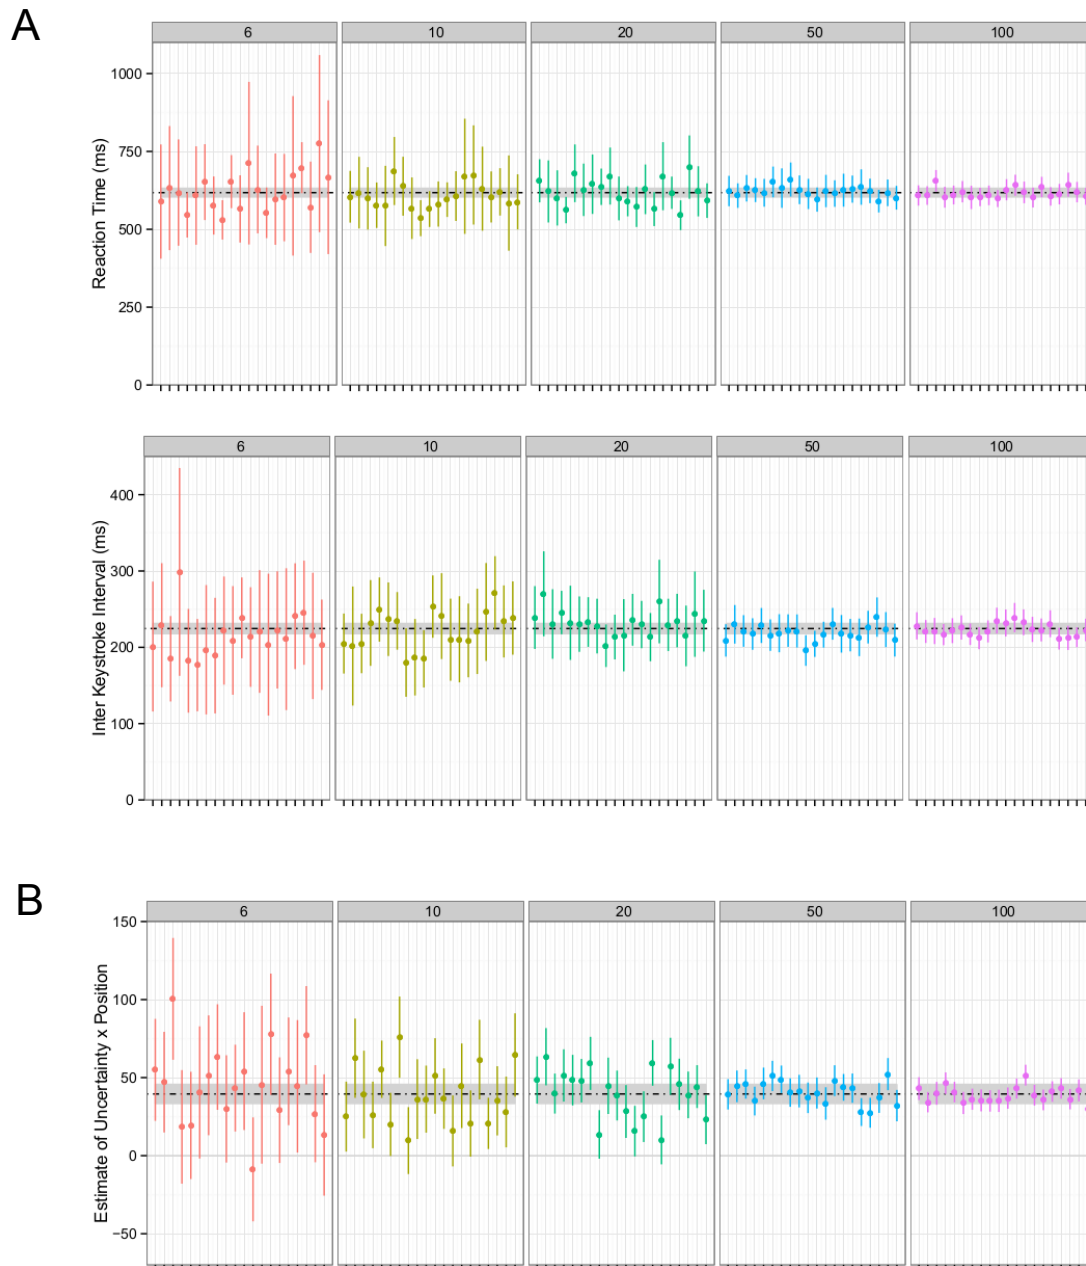 A
6 10 20 50 100
Reaction Time (ms)
1000
750
500
250
0
6 10 20 50 100
Inter Keystroke Interval (ms)
400
300
200
100
0
B
6 10 20 50 100
Estimate of Uncertainty x Position
150
100
50
0
−50